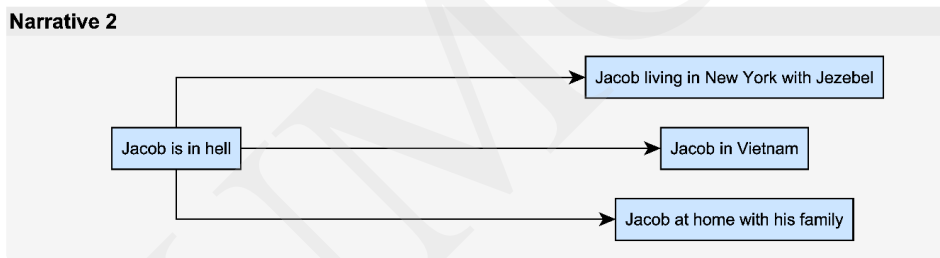 Narrative 2
Jacob living in New York with Jezebel
Jacob is in hell
Jacob in Vietnam
Jacob at home with his family